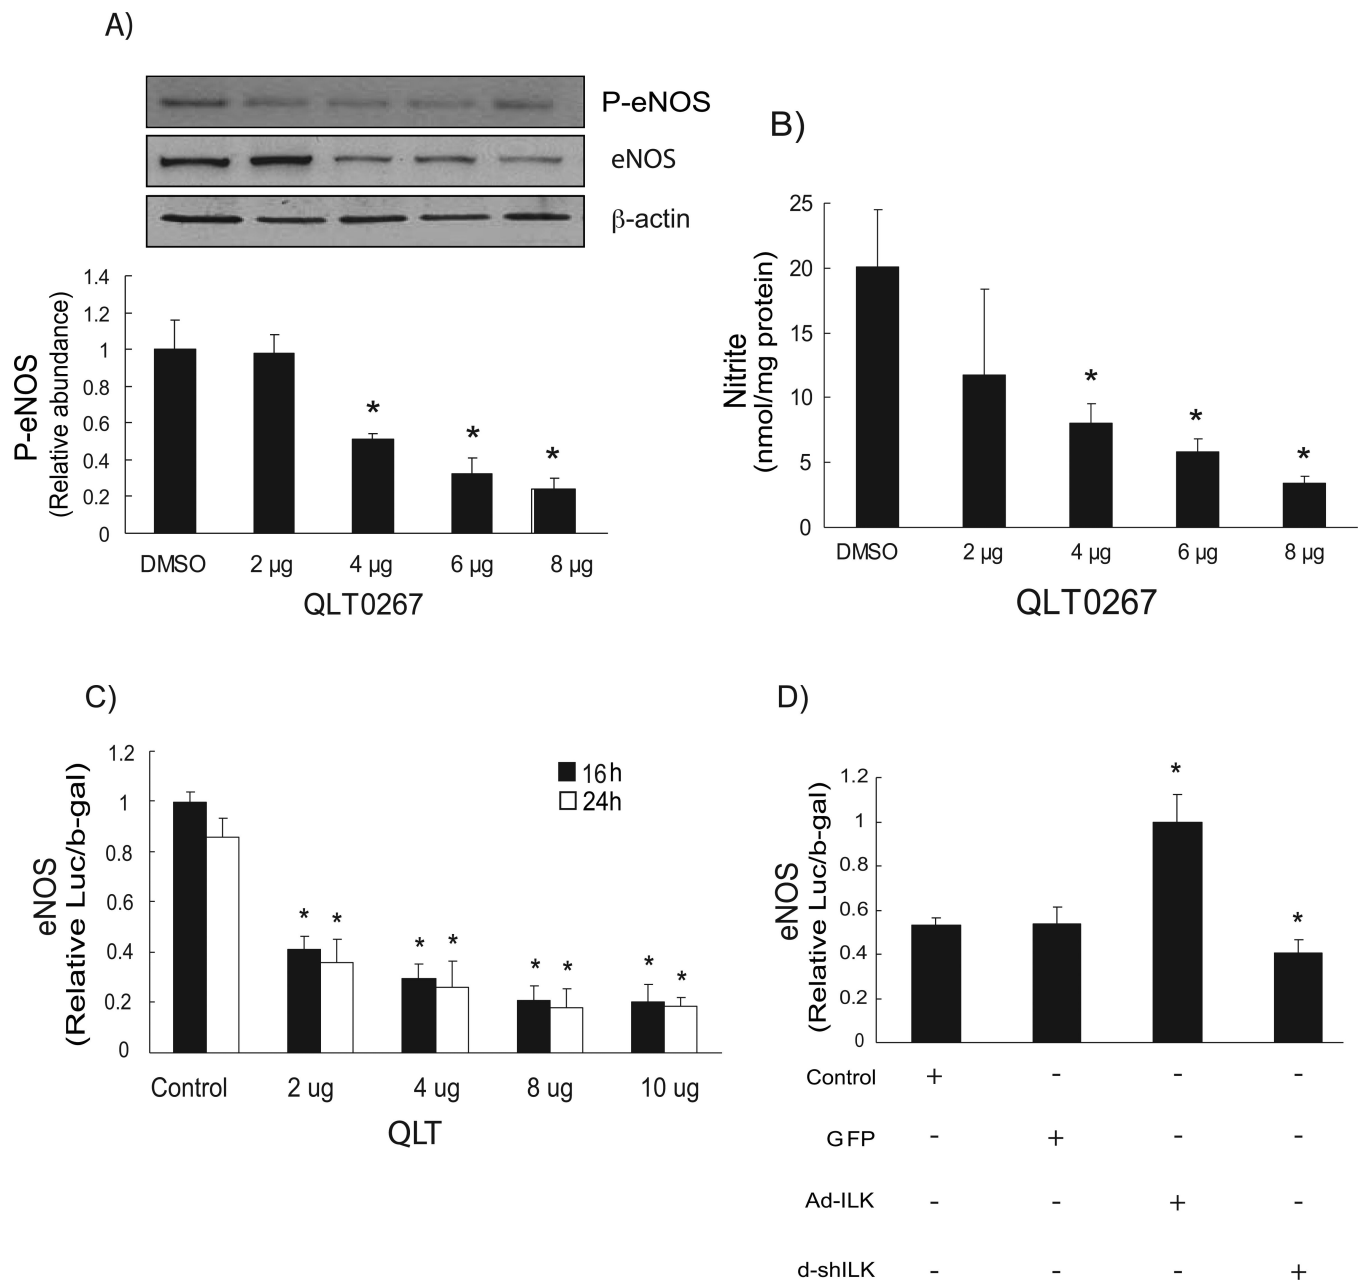 A)
P-eNOS
eNOS
β-actin
P-eNOS
(Relative abundance)
1.4
1.2
1
0.8
0.6
0.4
0.2
0
*
*
*
DMSO 2 µg 4 µg 6 µg 8 µg
QLT0267
B)
Nitrite
(nmol/mg protein)
25
20
15
10
5
0
*
*
*
DMSO 2 µg 4 µg 6 µg 8 µg
QLT0267
C)
eNOS
(Relative Luc/b-gal)
1.2
1
0.8
0.6
0.4
0.2
0
16h
24h
* *
* *
* *
* *
Control 2 ug 4 ug 8 ug 10 ug
QLT
D)
eNOS
(Relative Luc/b-gal)
1.2
1
0.8
0.6
0.4
0.2
0
*
*
Control + - - -
GFP - + - -
Ad-ILK - - + -
d-shILK - - - +